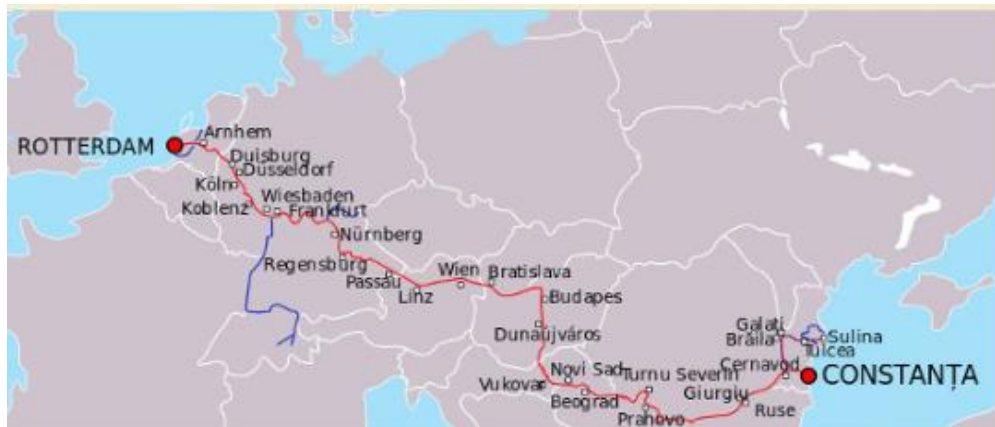 ROTTERDAM
Arnhem
Duisburg
Düsseldorf
Köln
Koblenz
Wiesbaden
Frankfurt
Nürnberg
Regensburg
Passau
Linz
Wien
Bratislava
Budapes
Dunaújváros
Vukovar
Novi Sad
Beograd
Turnu Severin
Prahovo
Giurgiu
Ruse
Cernavod
Galați
Brăila
Tulcea
Sulina
CONSTANȚA